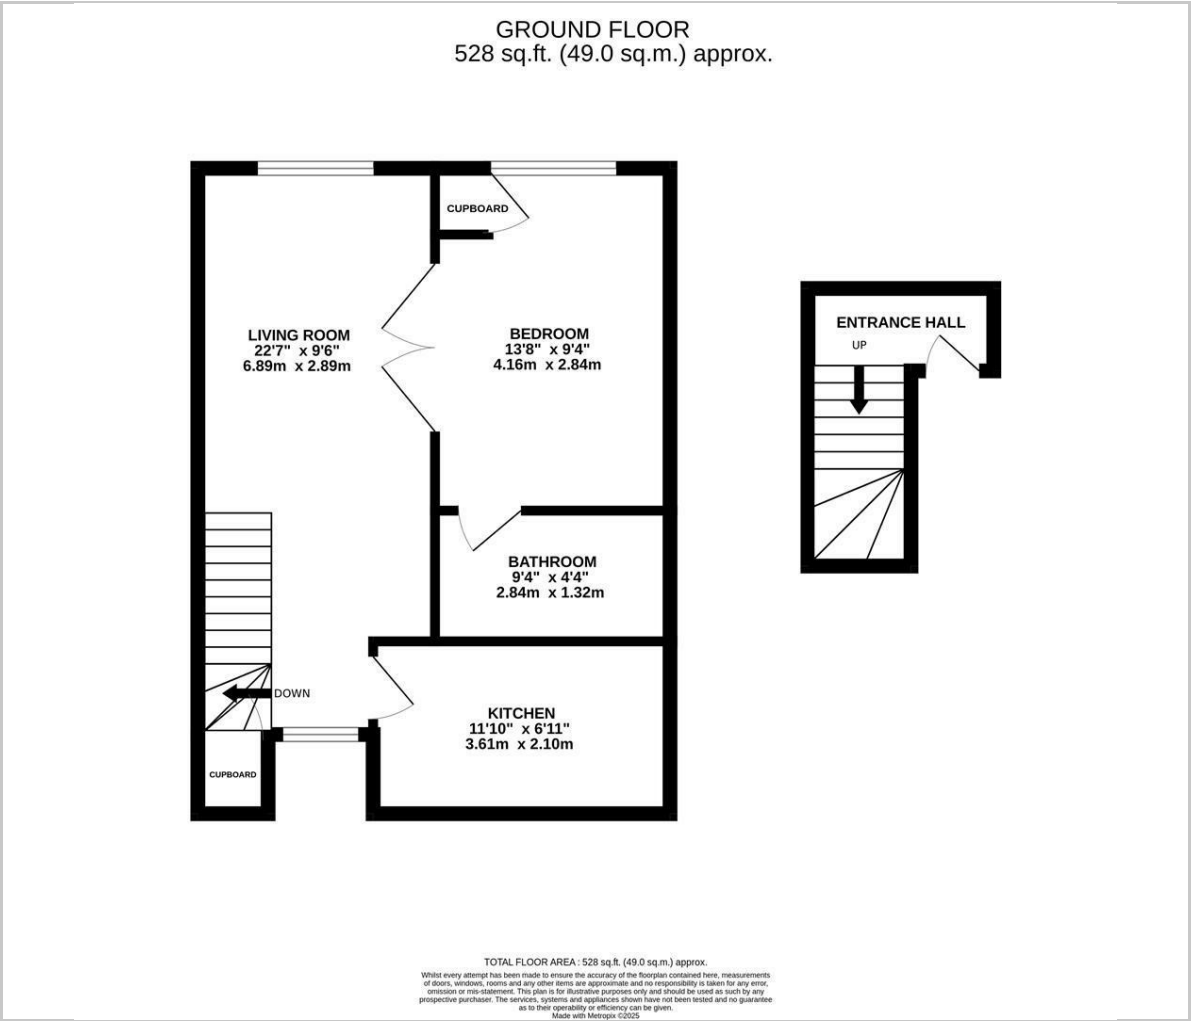 GROUND FLOOR
528 sq.ft. (49.0 sq.m.) approx.
CUPBOARD
LIVING ROOM
22'7" x 9'6"
6.89m x 2.89m
BEDROOM
13'8" x 9'4"
4.16m x 2.84m
ENTRANCE HALL
UP
BATHROOM
9'4" x 4'4"
2.84m x 1.32m
DOWN
KITCHEN
11'10" x 6'11"
3.61m x 2.10m
CUPBOARD
TOTAL FLOOR AREA : 528 sq.ft. (49.0 sq.m.) approx.
Whilst every attempt has been made to ensure the accuracy of the floorplan contained here, measurements
of doors, windows, rooms and any other items are approximate and no responsibility is taken for any error,
omission or mis-statement. This plan is for illustrative purposes only and should be used as such by any
prospective purchaser. The services, systems and appliances shown have not been tested and no guarantee
as to their operability or efficiency can be given.
Made with Metropix ©2025